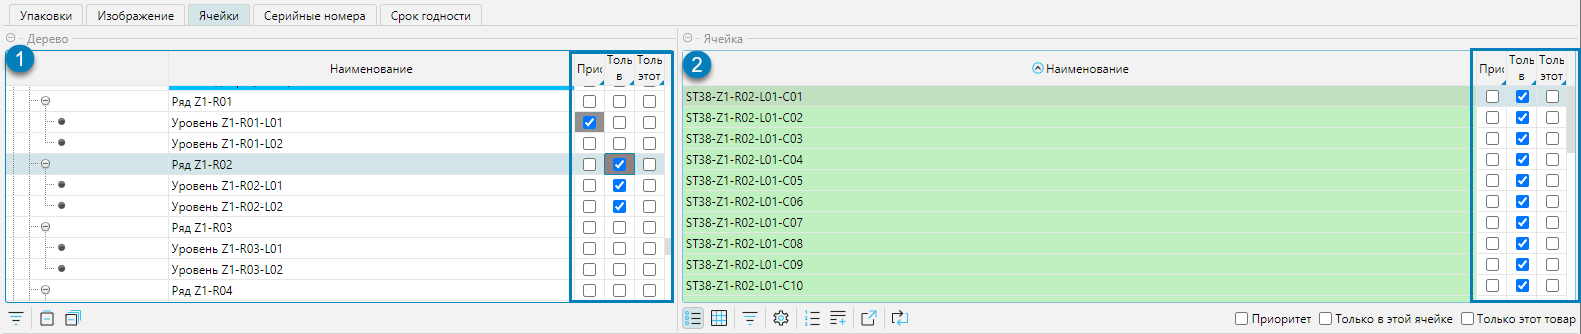 Упаковки Изображение Ячейки Серийные номера Срок годности
Дерево
1
Наименование Прис Толь в Толь этот
Ряд Z1-R01
Уровень Z1-R01-L01
Уровень Z1-R01-L02
Ряд Z1-R02
Уровень Z1-R02-L01
Уровень Z1-R02-L02
Ряд Z1-R03
Уровень Z1-R03-L01
Уровень Z1-R03-L02
Ряд Z1-R04
Ячейка
2
Наименование Прис Толь в Толь этот
ST38-Z1-R02-L01-C01
ST38-Z1-R02-L01-C02
ST38-Z1-R02-L01-C03
ST38-Z1-R02-L01-C04
ST38-Z1-R02-L01-C05
ST38-Z1-R02-L01-C06
ST38-Z1-R02-L01-C07
ST38-Z1-R02-L01-C08
ST38-Z1-R02-L01-C09
ST38-Z1-R02-L01-C10
Приоритет Только в этой ячейке Только этот товар